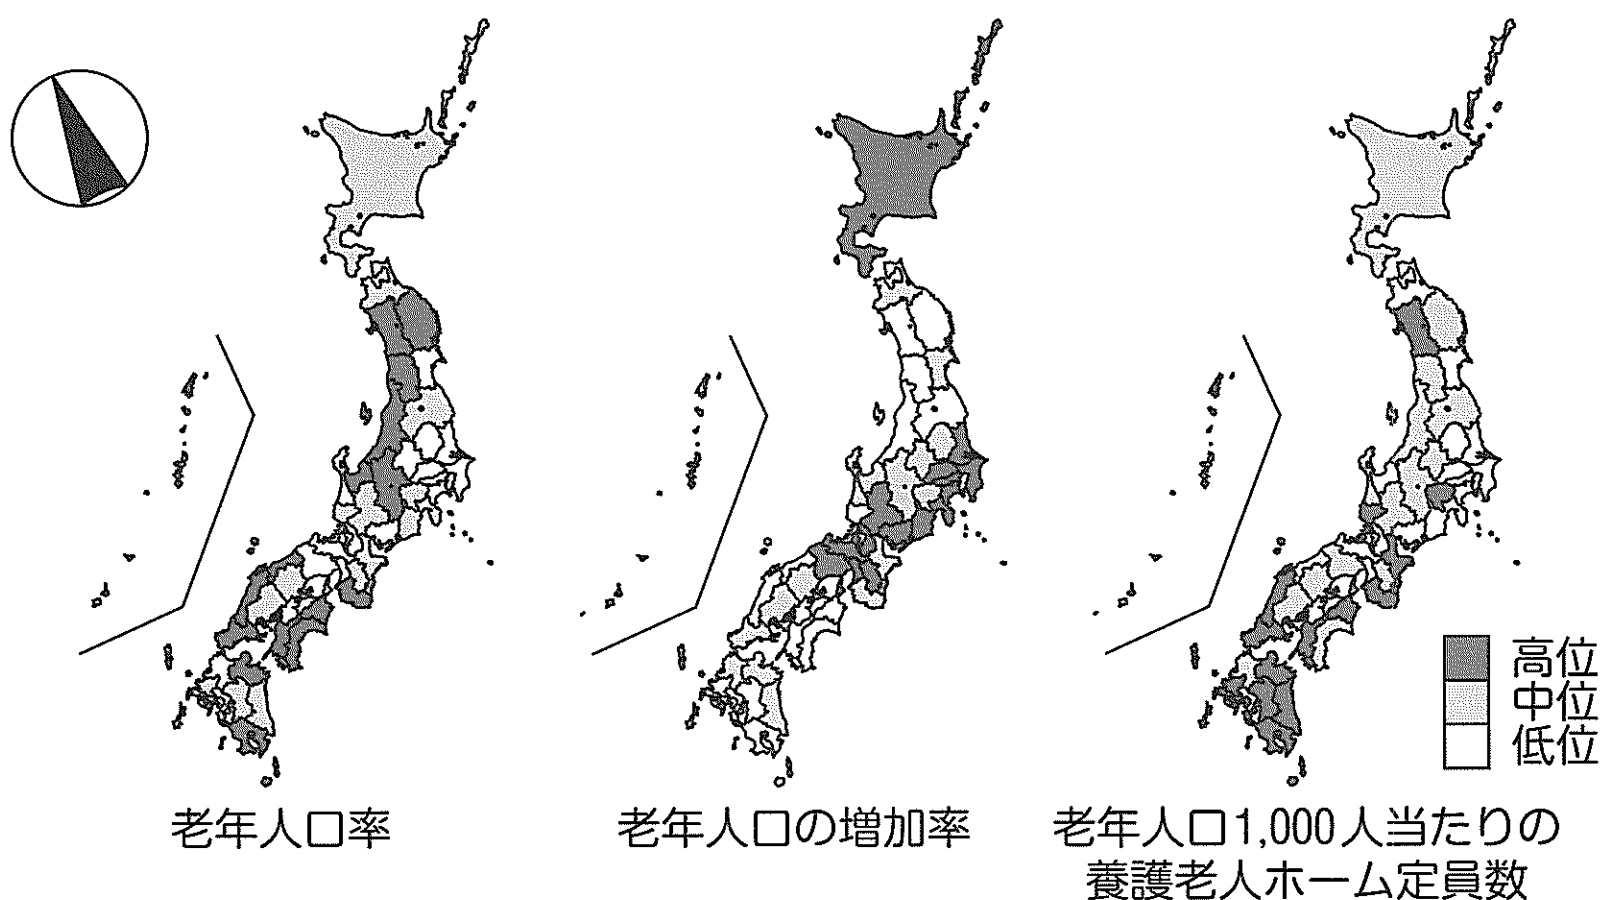 高位
中位
低位
老年人口率
老年人口の増加率
老年人口1,000人当たりの
養護老人ホーム定員数